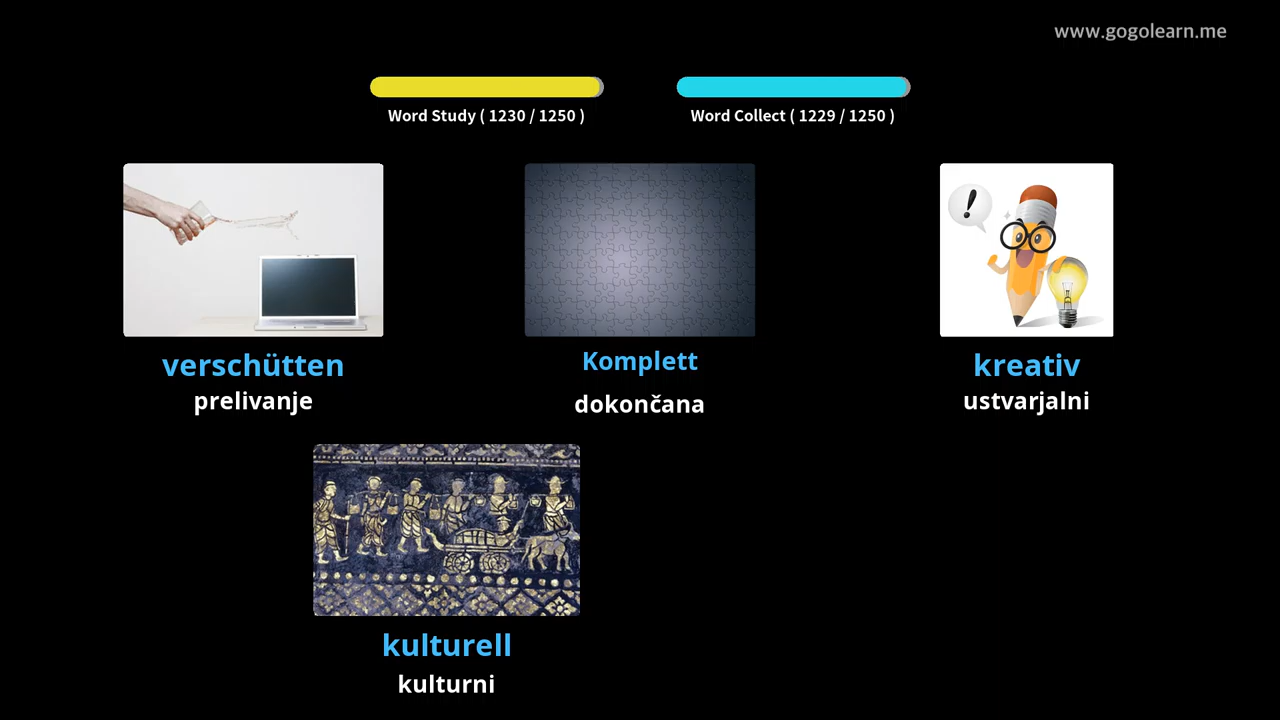 www.gogolearn.me
Word Study ( 1230 / 1250 )
Word Collect ( 1229 / 1250 )
verschütten
prelivanje
Komplett
dokončana
kreativ
ustvarjalni
kulturell
kulturni